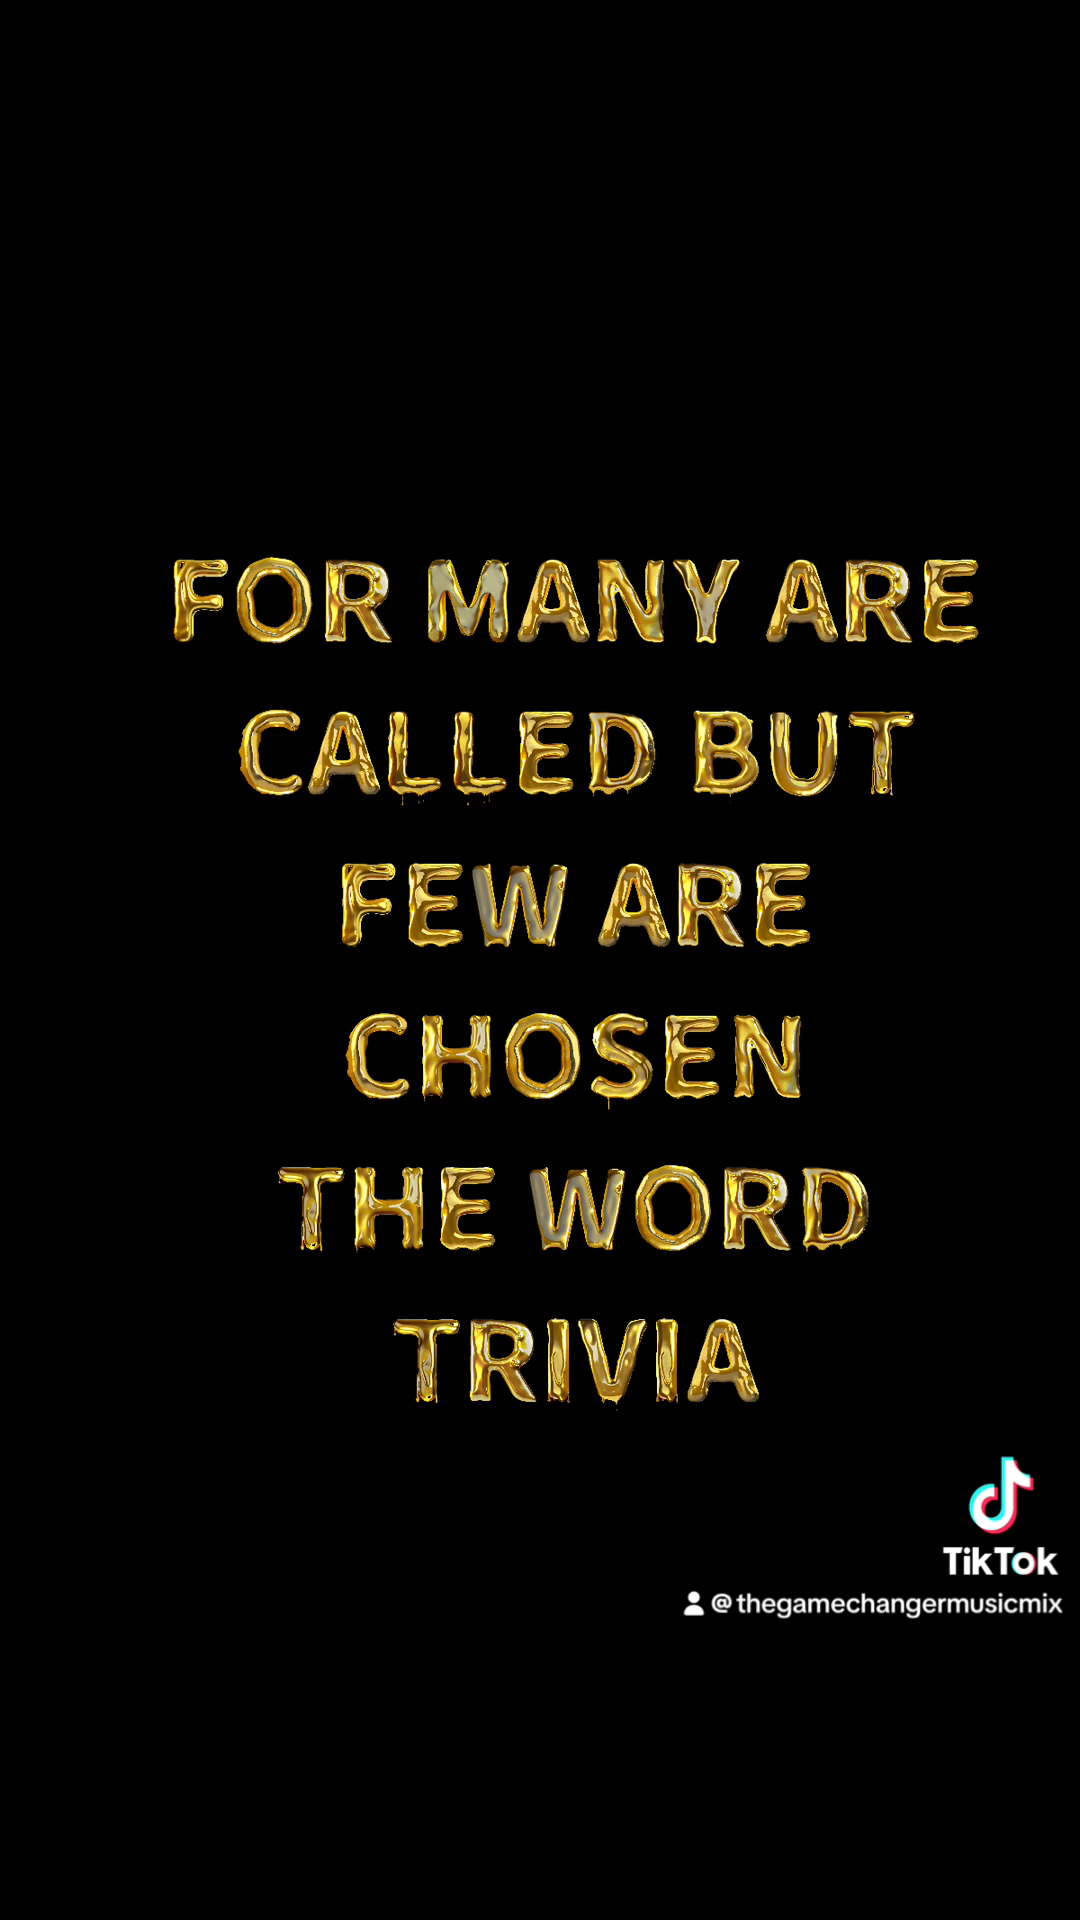 FOR MANY ARE
CALLED BUT
FEW ARE
CHOSEN
THE WORD
TRIVIA
TikTok
@thegamechangermusicmix